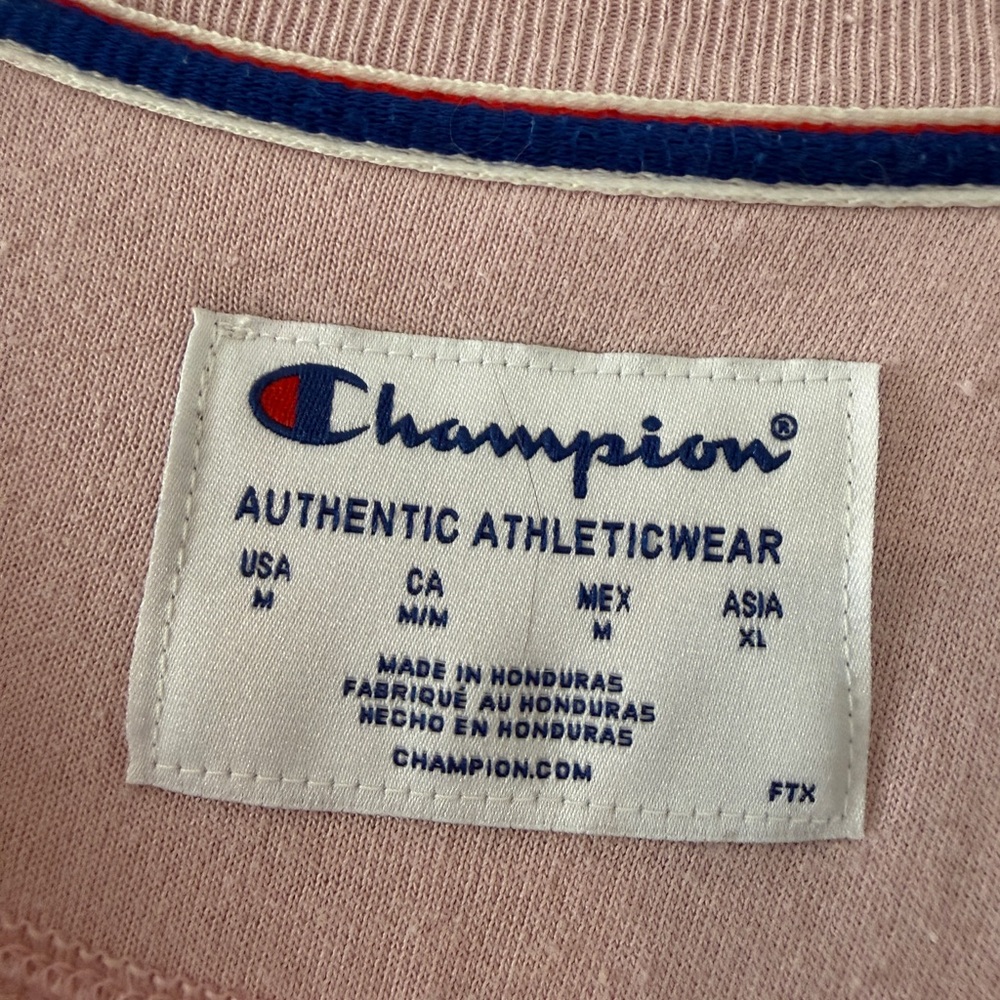 Champion®
AUTHENTIC ATHLETICWEAR
USA CA MEX ASIA
M M/M M XL
MADE IN HONDURAS
FABRIQUÉ AU HONDURAS
HECHO EN HONDURAS
CHAMPION.COM
FTX